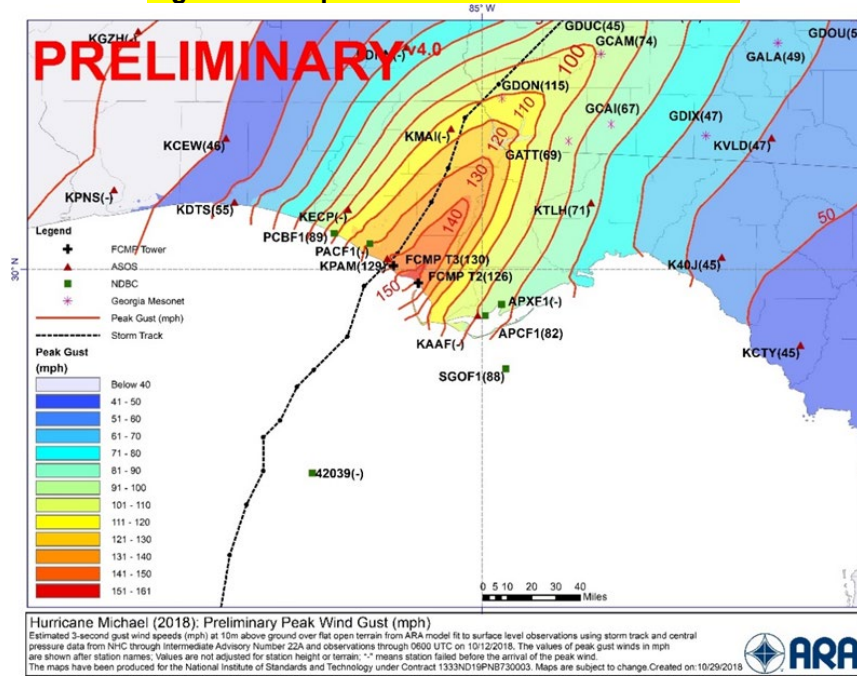 85° W
PRELIMINARY v4.0
KGZH(-)
GDUC(45)
GCAM(74)
GALA(49)
100
GDON(115)
110
KMAI(-)
GCAI(67)
GDIX(47)
KCEW(46)
120
GATT(69)
KVLD(47)
130
KPNS(-)
KDTS(55)
KECP(-)
140
KTLH(71)
50
PCBF1(89)
PACF1(-)
KPAM(129)
FCMP T3(130)
K40J(45)
30° N
150
FCMP T2(126)
APXF1(-)
KAAF(-)
APCF1(82)
KCTY(45)
SGOF1(88)
42039(-)
Legend
FCMP Tower
ASOS
NDBC
Georgia Mesonet
Peak Gust (mph)
Storm Track
Peak Gust
(mph)
Below 40
41 - 50
51 - 60
61 - 70
71 - 80
81 - 90
91 - 100
101 - 110
111 - 120
121 - 130
131 - 140
141 - 150
151 - 161
0 5 10 20 30 40
Miles
Hurricane Michael (2018): Preliminary Peak Wind Gust (mph)
Estimated 3-second gust wind speeds (mph) at 10m above ground over flat open terrain from ARA model fit to surface level observations using storm track and central
pressure data from NHC through Intermediate Advisory Number 22A and observations through 0600 UTC on 10/12/2018. The values of peak gust winds in mph
are shown after station names; Values are not adjusted for station height or terrain; "-" means station failed before the arrival of the peak wind.
The maps have been produced for the National Institute of Standards and Technology under Contract 1333ND19PNB730003. Maps are subject to change.Created on:10/29/2018
ARA